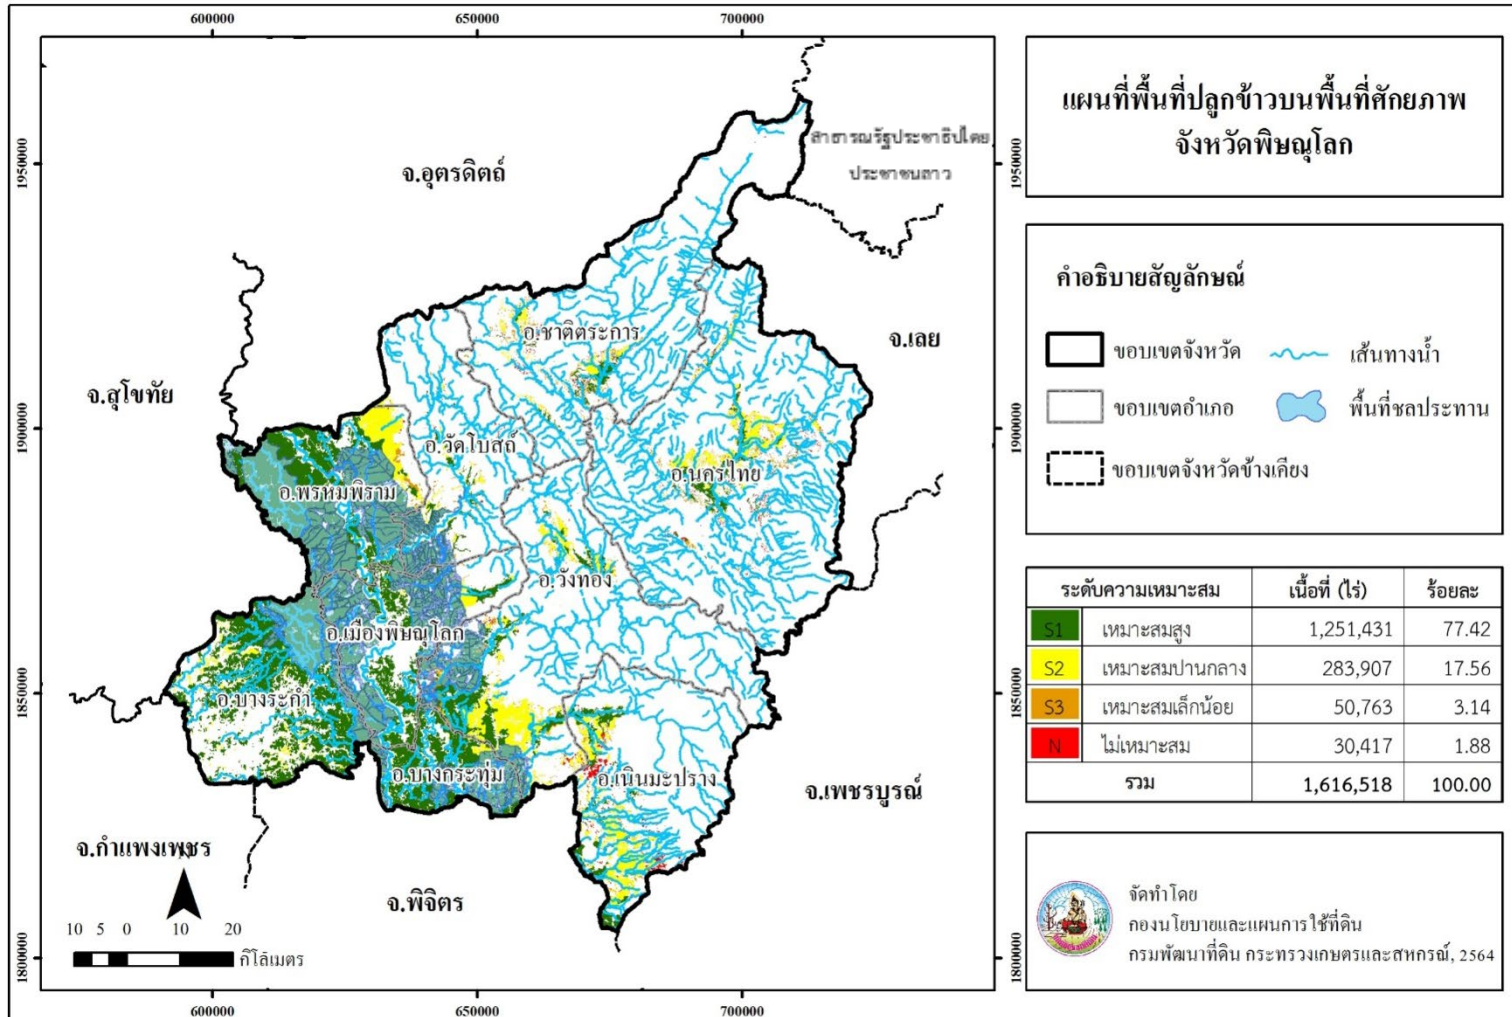 600000
650000
700000
แผนที่พื้นที่ปลูกข้าวบนพื้นที่ศักยภาพ
จังหวัดพิษณุโลก
สาธารณรัฐประชาธิปไตย
ประชาชนลาว
1950000
1950000
จ.อุตรดิตถ์
คำอธิบายสัญลักษณ์
ขอบเขตจังหวัด
เส้นทางน้ำ
ขอบเขตอำเภอ
พื้นที่ชลประทาน
ขอบเขตจังหวัดข้างเคียง
อ.ชาติตระการ
จ.เลย
จ.สุโขทัย
1900000
1900000
อ.วัดโบสถ์
อ.นครไทย
อ.พรหมพิราม
อ.วังทอง
อ.เมืองพิษณุโลก
อ.บางระกำ
1850000
1850000
อ.บางกระทุ่ม
อ.เนินมะปราง
จ.เพชรบูรณ์
จ.กำแพงเพชร
จ.พิจิตร
ระดับความเหมาะสม เนื้อที่ (ไร่) ร้อยละ
S1 เหมาะสมสูง 1,251,431 77.42
S2 เหมาะสมปานกลาง 283,907 17.56
S3 เหมาะสมเล็กน้อย 50,763 3.14
N ไม่เหมาะสม 30,417 1.88
รวม 1,616,518 100.00
10 5 0 10 20
กิโลเมตร
1800000
1800000
จัดทำโดย
กองนโยบายและแผนการใช้ที่ดิน
กรมพัฒนาที่ดิน กระทรวงเกษตรและสหกรณ์, 2564
600000
650000
700000